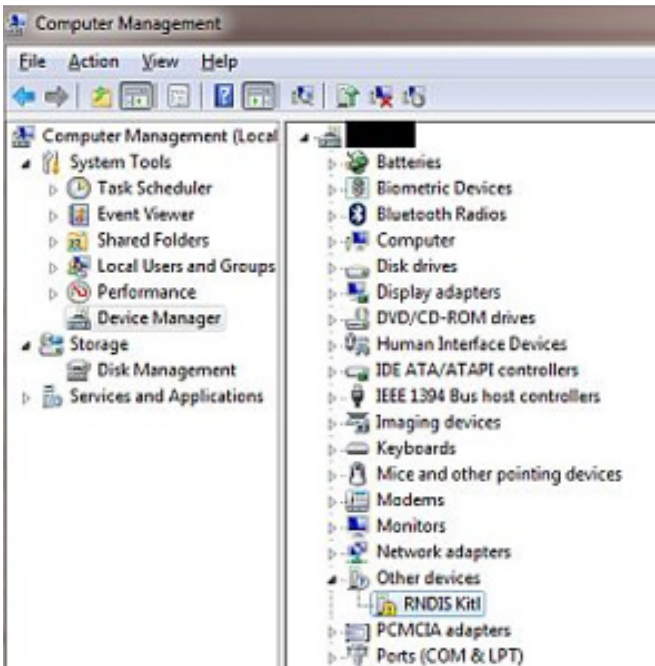 Computer Management
File Action View Help
Computer Management (Local
System Tools
Task Scheduler
Event Viewer
Shared Folders
Local Users and Groups
Performance
Device Manager
Storage
Disk Management
Services and Applications
Batteries
Biometric Devices
Bluetooth Radios
Computer
Disk drives
Display adapters
DVD/CD-ROM drives
Human Interface Devices
IDE ATA/ATAPI controllers
IEEE 1394 Bus host controllers
Imaging devices
Keyboards
Mice and other pointing devices
Modems
Monitors
Network adapters
Other devices
RNDIS Kitl
PCMCIA adapters
Ports (COM & LPT)